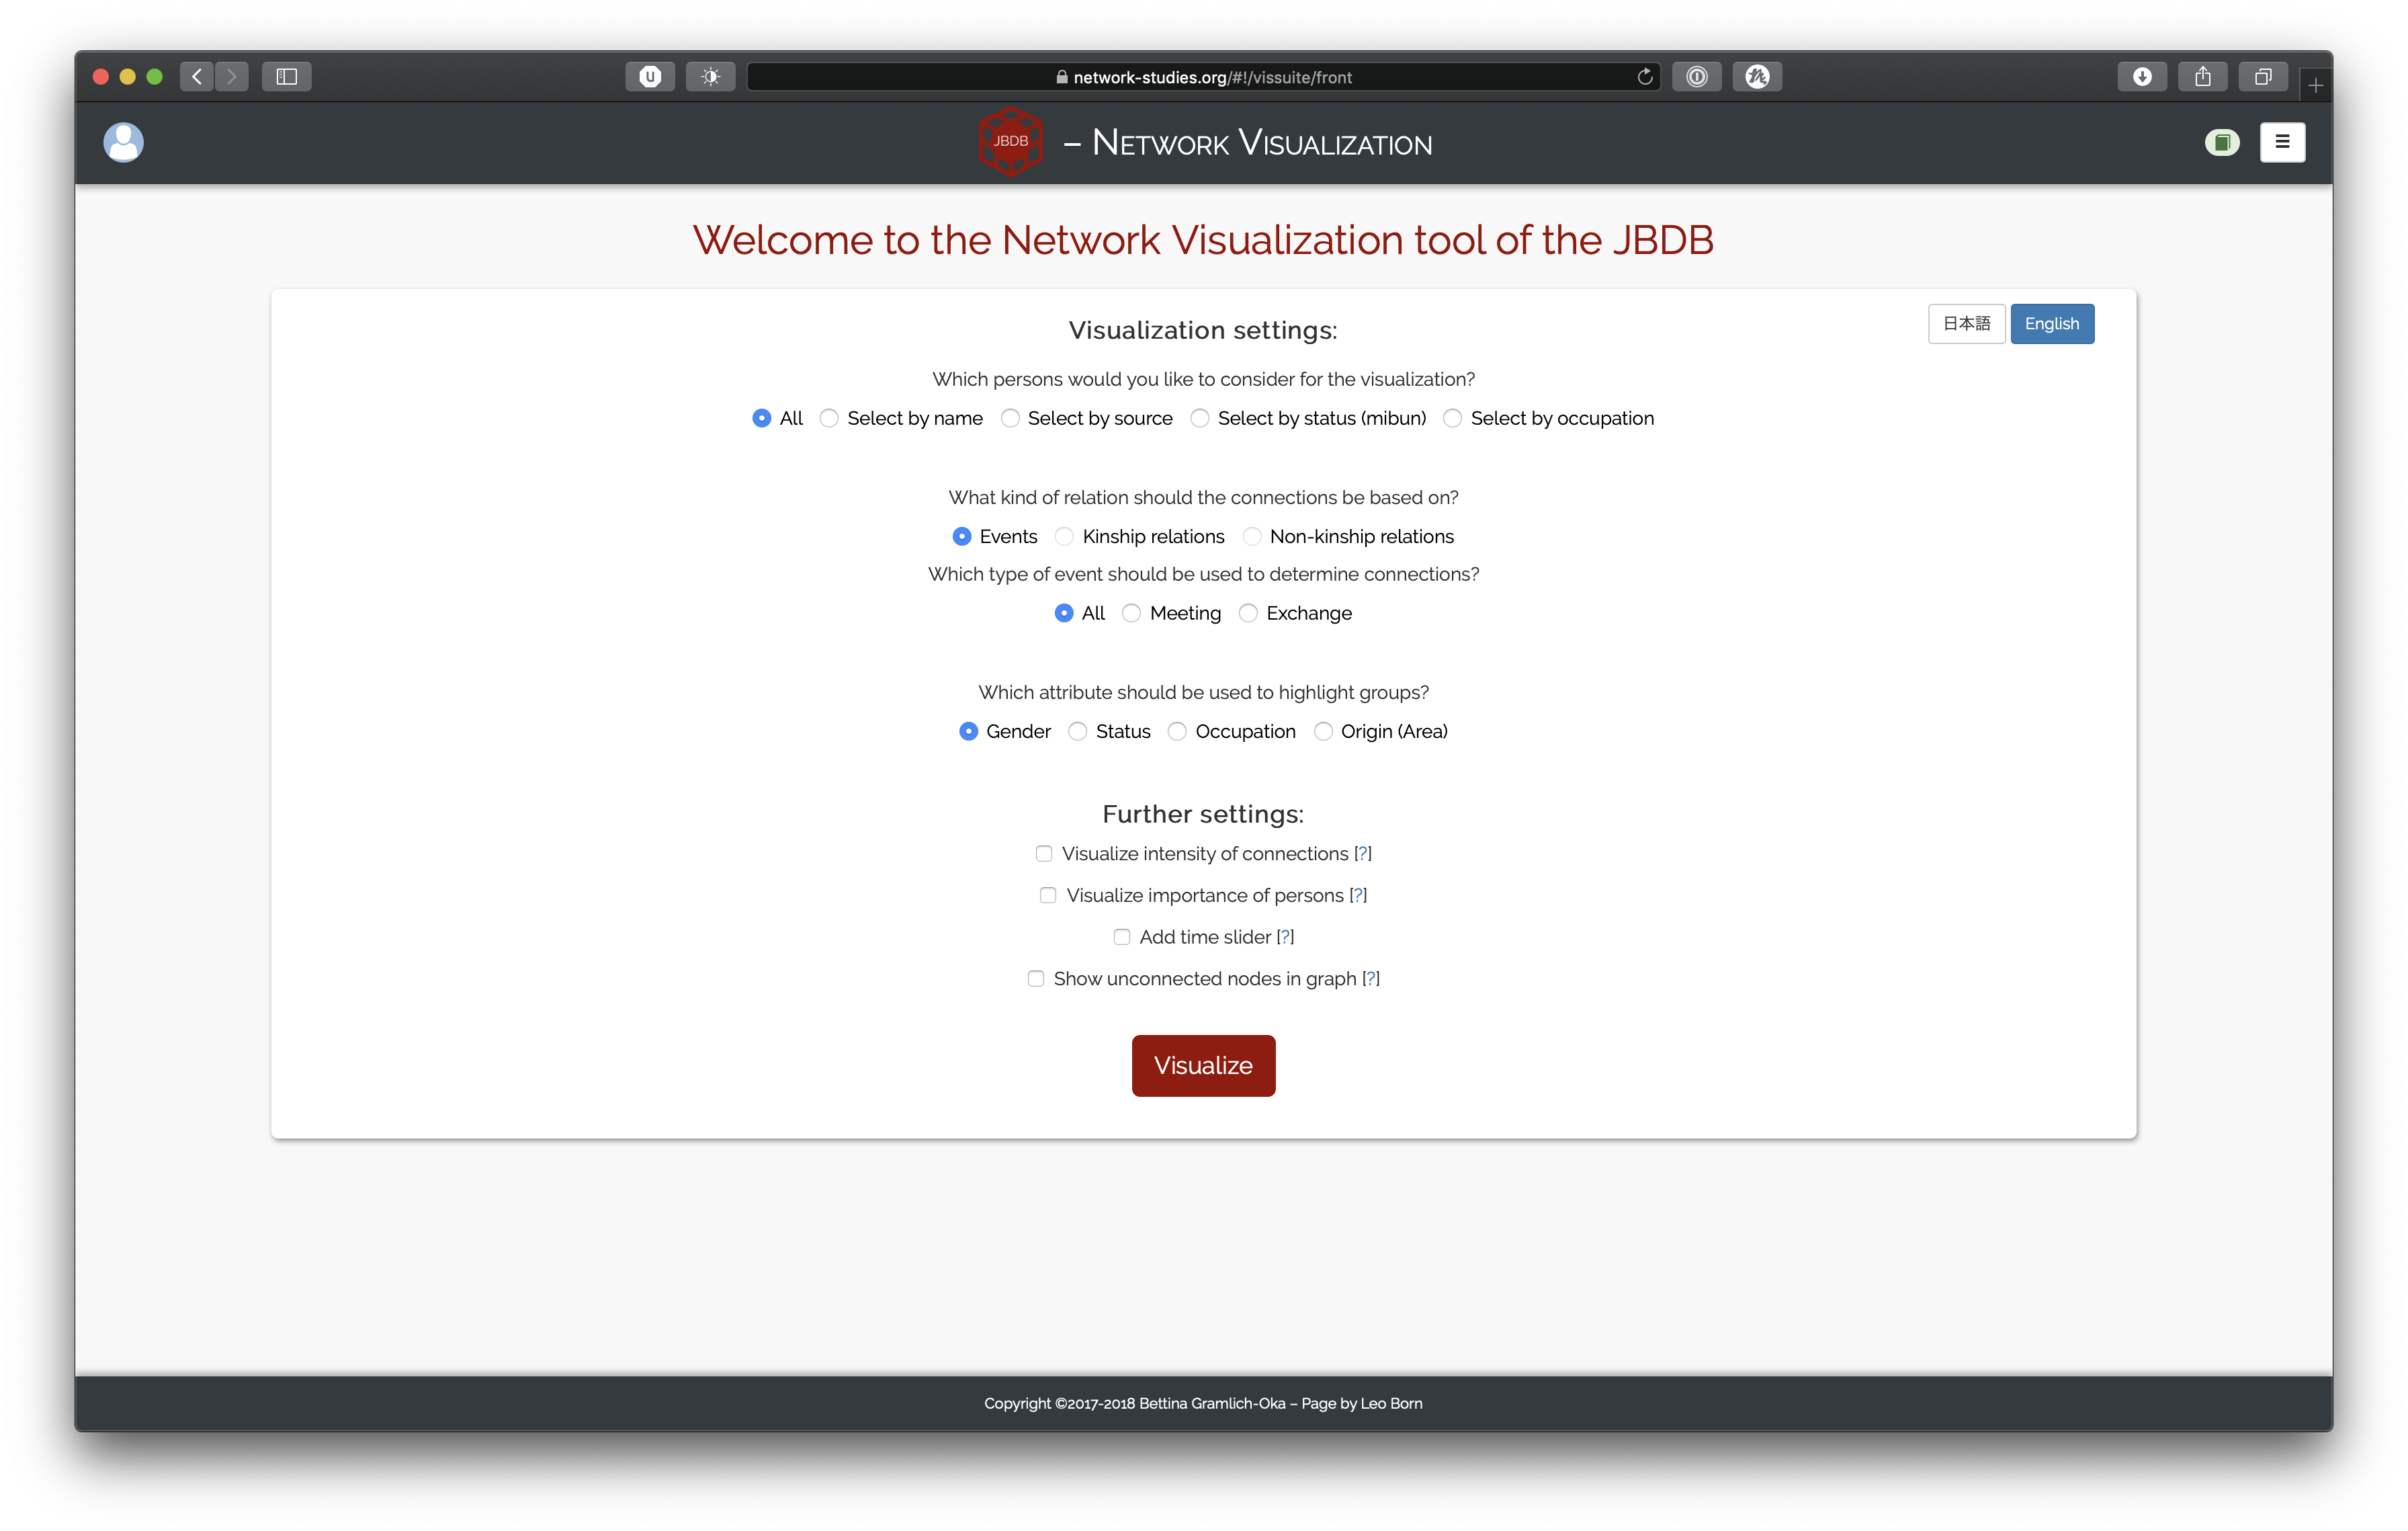 network-studies.org/#!/vissuite/front
JBDB – Network Visualization
Welcome to the Network Visualization tool of the JBDB
日本語 English
Visualization settings:
Which persons would you like to consider for the visualization?
All Select by name Select by source Select by status (mibun) Select by occupation
What kind of relation should the connections be based on?
Events Kinship relations Non-kinship relations
Which type of event should be used to determine connections?
All Meeting Exchange
Which attribute should be used to highlight groups?
Gender Status Occupation Origin (Area)
Further settings:
Visualize intensity of connections [?]
Visualize importance of persons [?]
Add time slider [?]
Show unconnected nodes in graph [?]
Visualize
Copyright ©2017-2018 Bettina Gramlich-Oka – Page by Leo Born